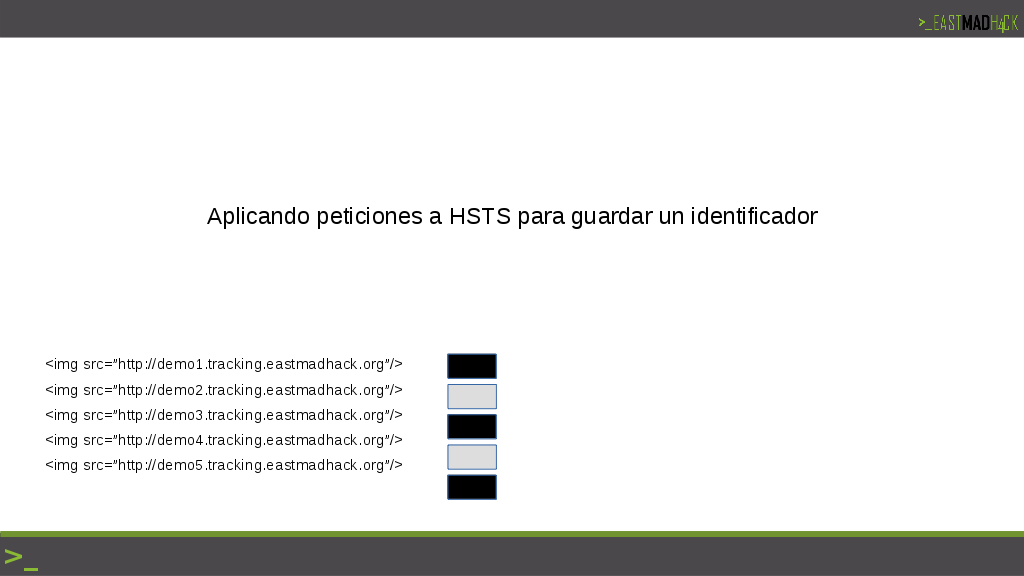 >_EASTMADH4CK
Aplicando peticiones a HSTS para guardar un identificador
<img src=”http://demo1.tracking.eastmadhack.org”/>
<img src=”http://demo2.tracking.eastmadhack.org”/>
<img src=”http://demo3.tracking.eastmadhack.org”/>
<img src=”http://demo4.tracking.eastmadhack.org”/>
<img src=”http://demo5.tracking.eastmadhack.org”/>
>_